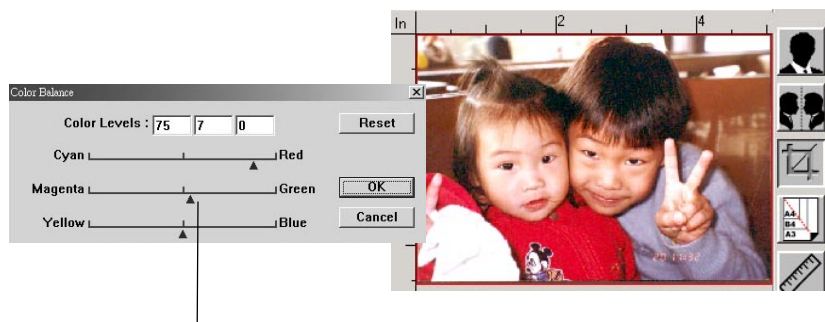 In 2 4
Color Balance
Color Levels : 75 7 0 Reset
Cyan Red
Magenta Green OK
Yellow Blue Cancel
A4
B4
A3